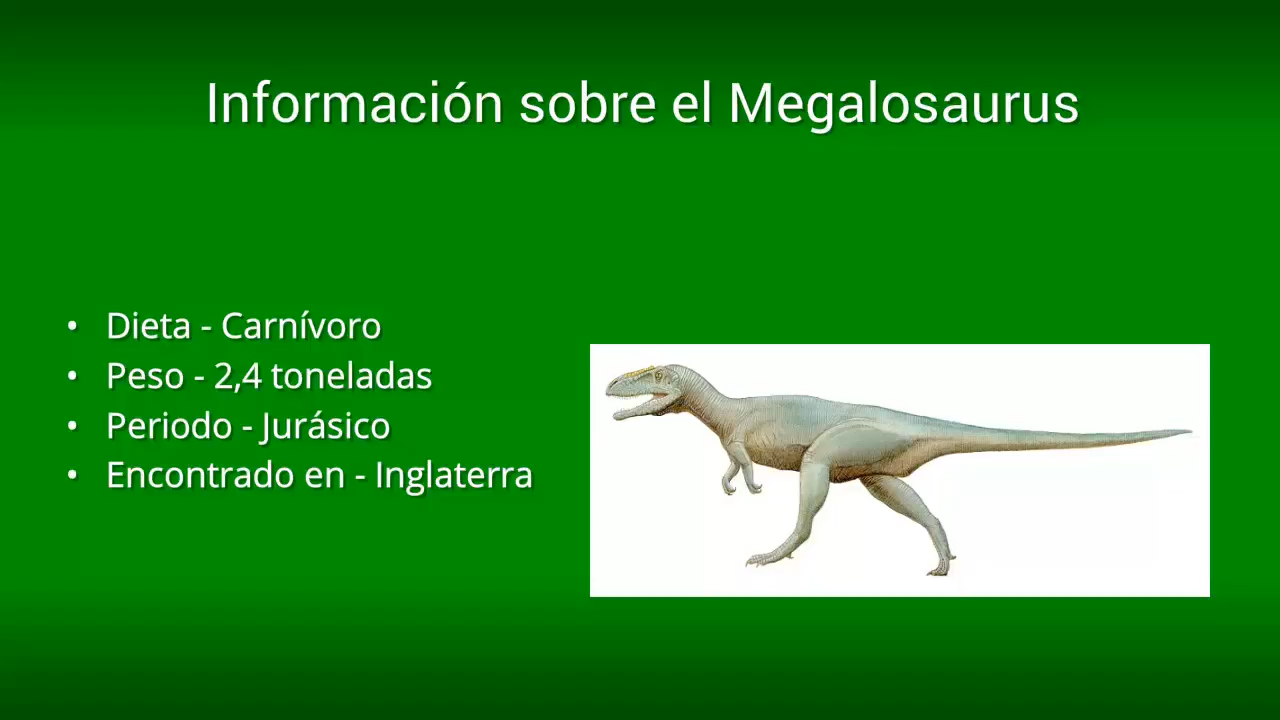 Información sobre el Megalosaurus
• Dieta - Carnívoro
• Peso - 2,4 toneladas
• Periodo - Jurásico
• Encontrado en - Inglaterra